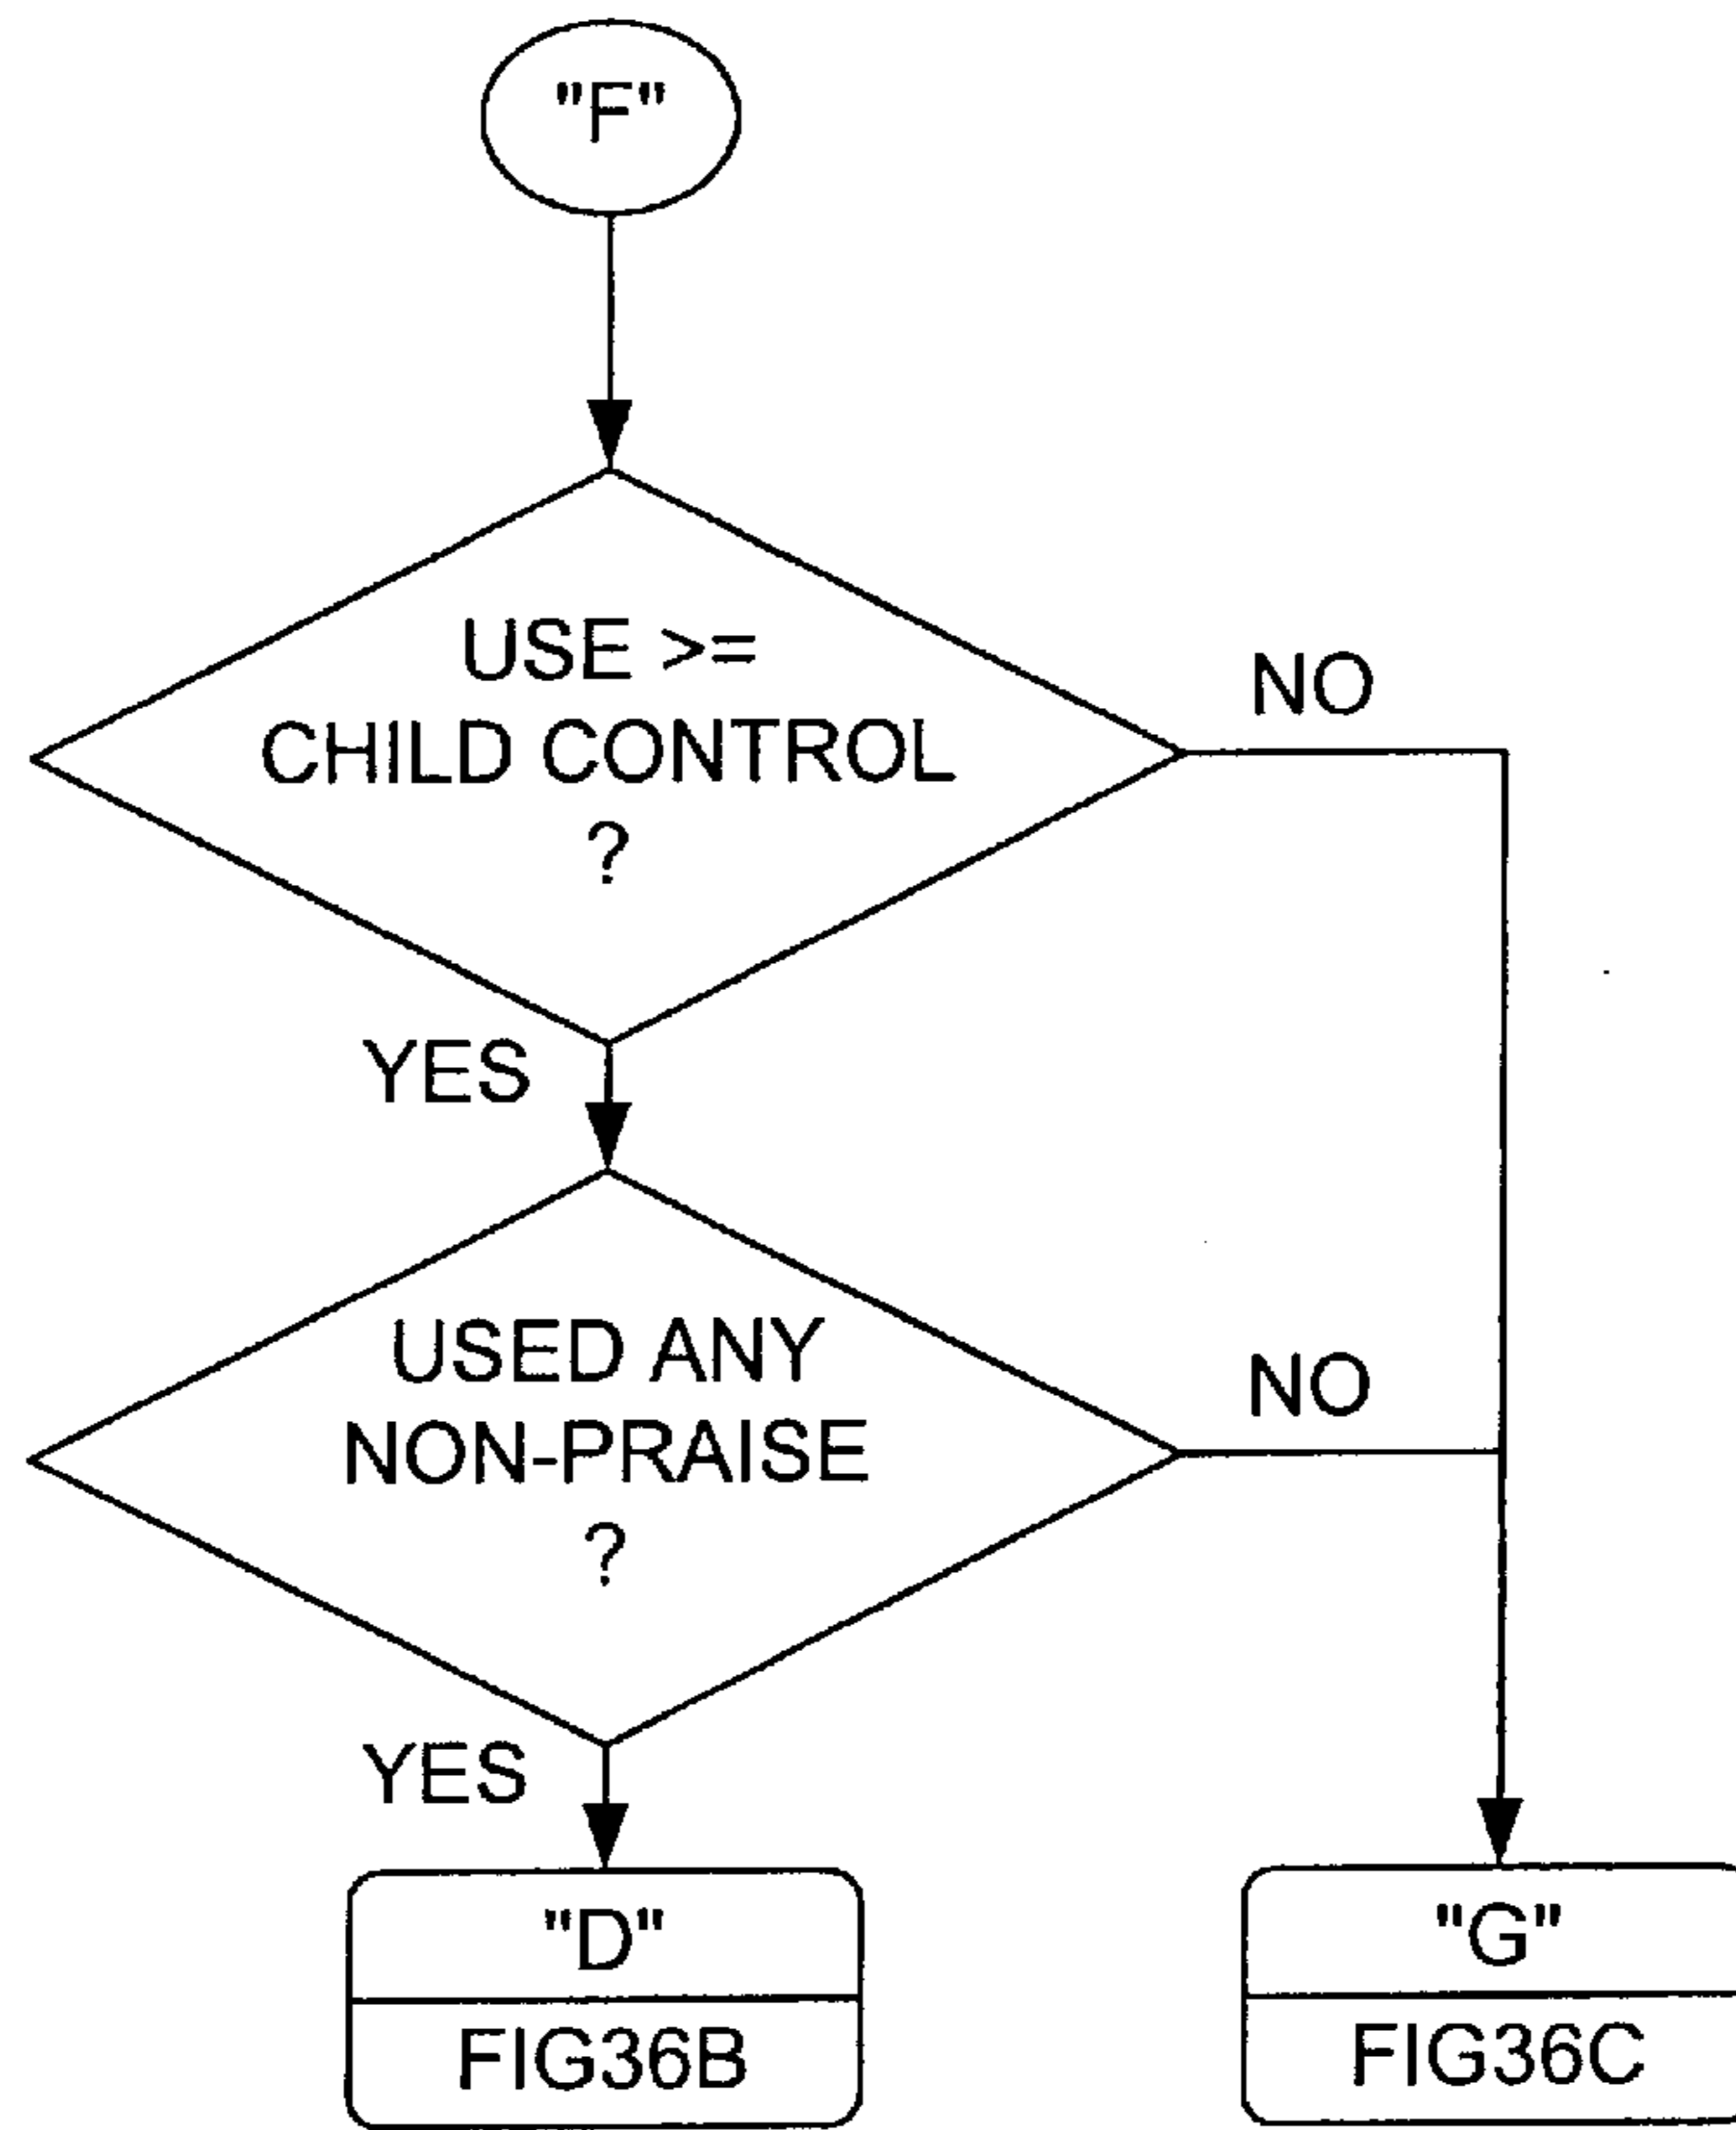 "F"
USE >=
CHILD CONTROL
?
NO
YES
USED ANY
NON-PRAISE
?
NO
YES
"D"
FIG36B
"G"
FIG36C